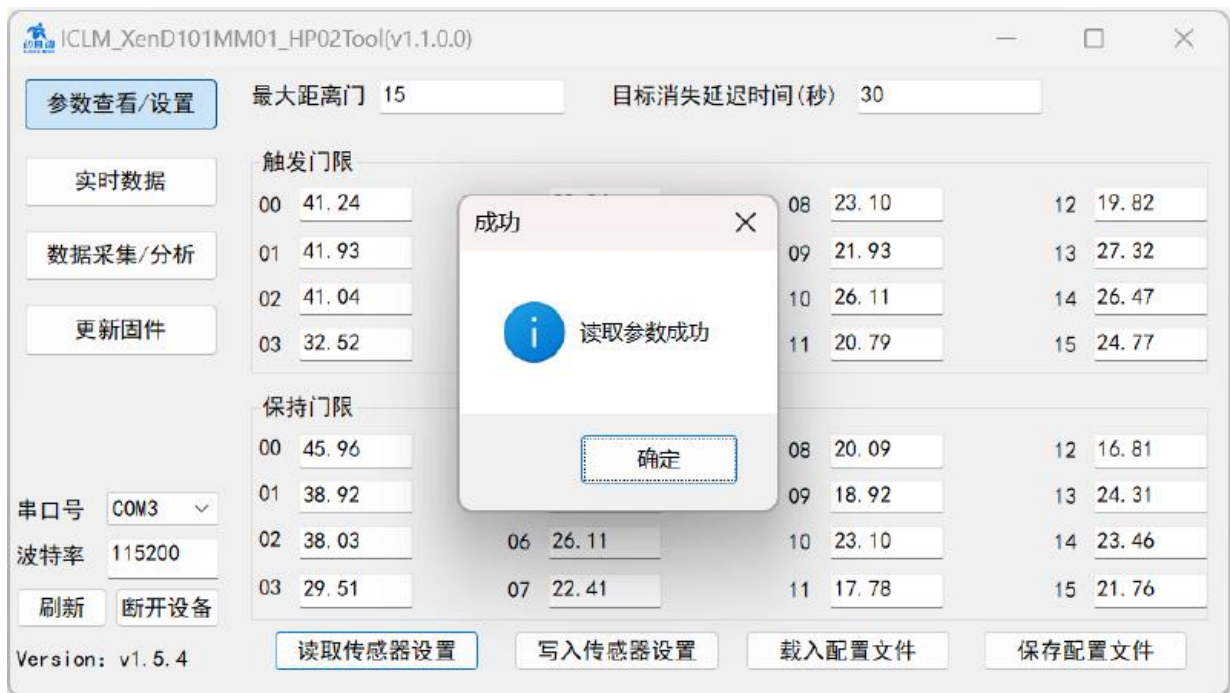 ICLM_XenD101MM01_HP02Tool(v1.1.0.0)
参数查看/设置 最大距离门 15 目标消失延迟时间(秒) 30
实时数据
数据采集/分析
更新固件
触发门限
00 41.24 08 23.10 12 19.82
01 41.93 09 21.93 13 27.32
02 41.04 10 26.11 14 26.47
03 32.52 11 20.79 15 24.77
成功
读取参数成功
确定
保持门限
00 45.96 08 20.09 12 16.81
01 38.92 09 18.92 13 24.31
02 38.03 06 26.11 10 23.10 14 23.46
03 29.51 07 22.41 11 17.78 15 21.76
串口号 COM3
波特率 115200
刷新 断开设备
Version: v1.5.4
读取传感器设置 写入传感器设置 载入配置文件 保存配置文件